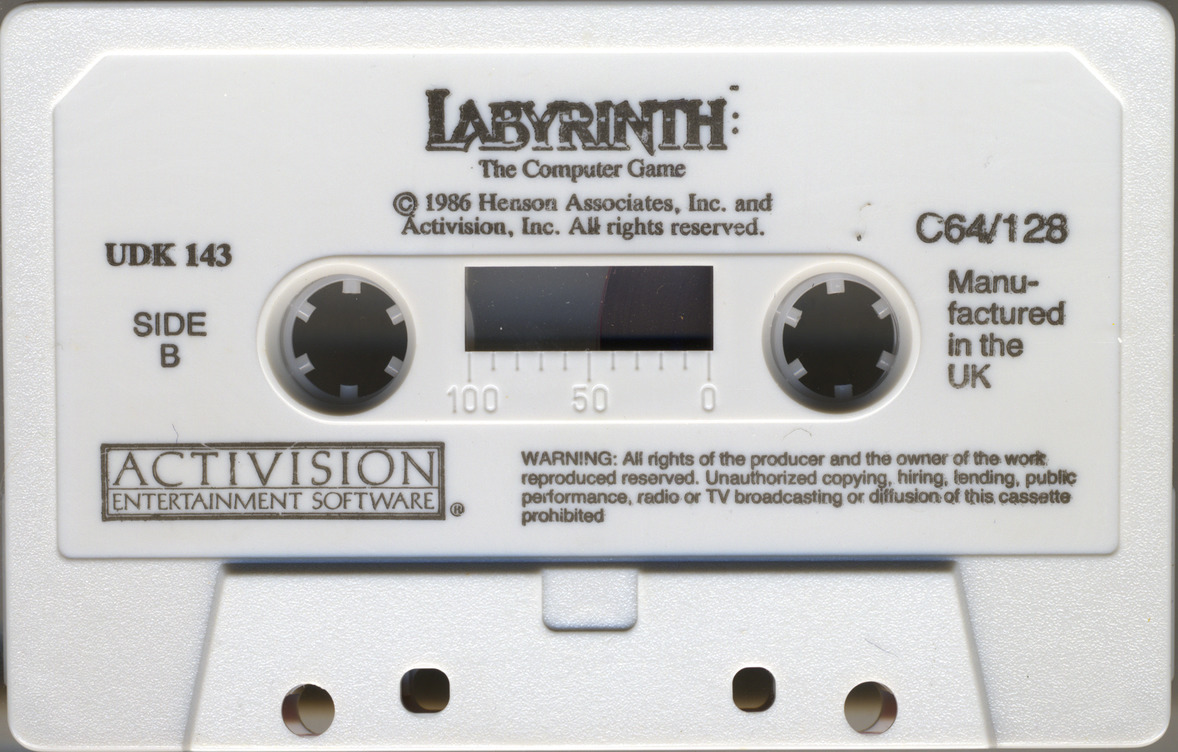 LABYRINTH:
The Computer Game
© 1986 Henson Associates, Inc. and
Activision, Inc. All rights reserved.
UDK 143
C64/128
SIDE
B
Manu-
factured
in the
UK
100 50 0
ACTIVISION
ENTERTAINMENT SOFTWARE ®
WARNING: All rights of the producer and the owner of the work
reproduced reserved. Unauthorized copying, hiring, lending, public
performance, radio or TV broadcasting or diffusion of this cassette
prohibited